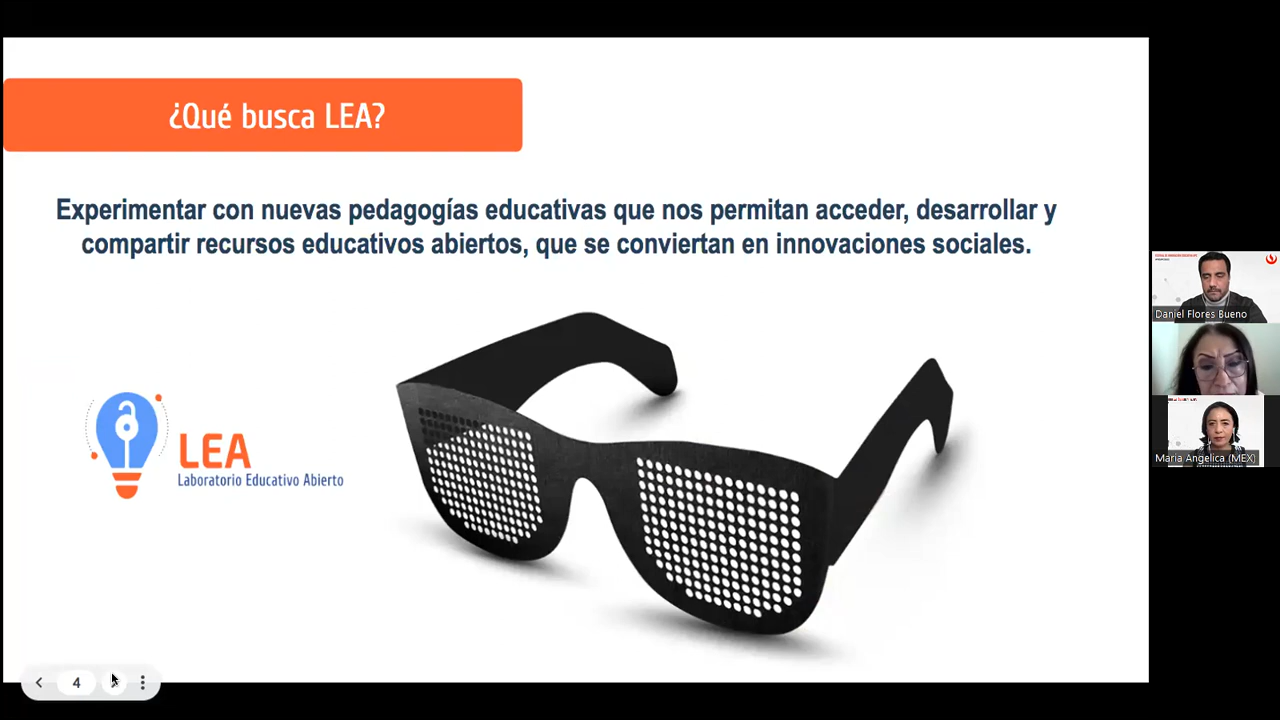 ¿Qué busca LEA?
Experimentar con nuevas pedagogías educativas que nos permitan acceder, desarrollar y
compartir recursos educativos abiertos, que se conviertan en innovaciones sociales.
LEA
Laboratorio Educativo Abierto
Daniel Flores Bueno
Maria Angelica (MEX)
4